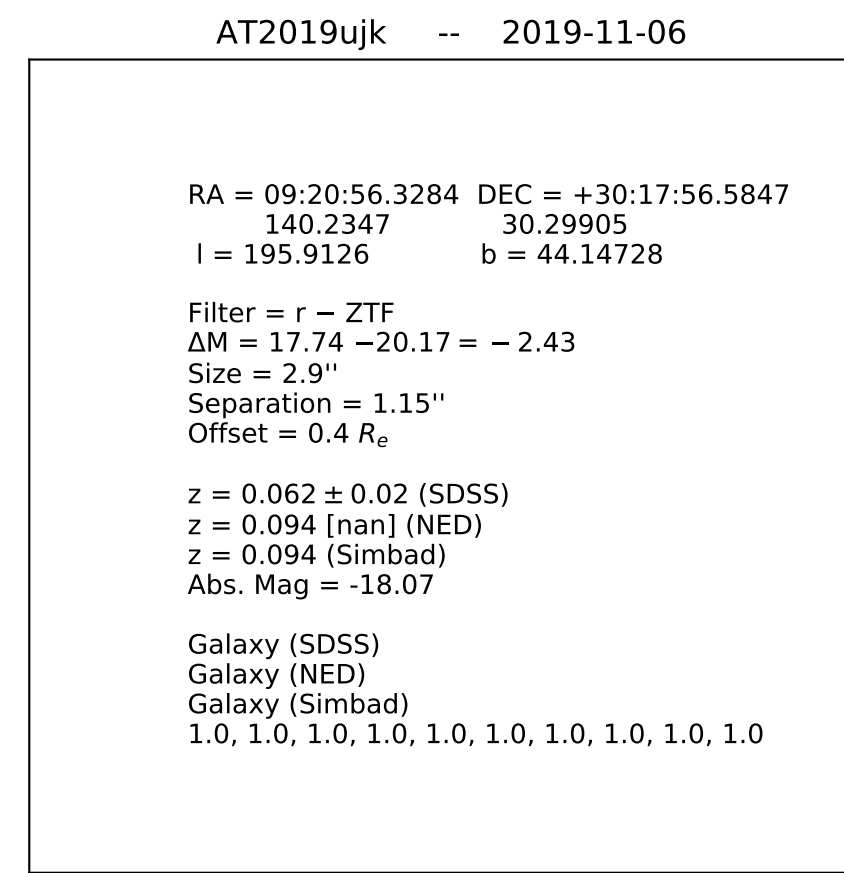 AT2019ujk -- 2019-11-06
RA = 09:20:56.3284 DEC = +30:17:56.5847
140.2347 30.29905
l = 195.9126 b = 44.14728
Filter = r − ZTF
ΔM = 17.74 −20.17 = − 2.43
Size = 2.9''
Separation = 1.15''
Offset = 0.4 Rₑ
z = 0.062 ± 0.02 (SDSS)
z = 0.094 [nan] (NED)
z = 0.094 (Simbad)
Abs. Mag = -18.07
Galaxy (SDSS)
Galaxy (NED)
Galaxy (Simbad)
1.0, 1.0, 1.0, 1.0, 1.0, 1.0, 1.0, 1.0, 1.0, 1.0